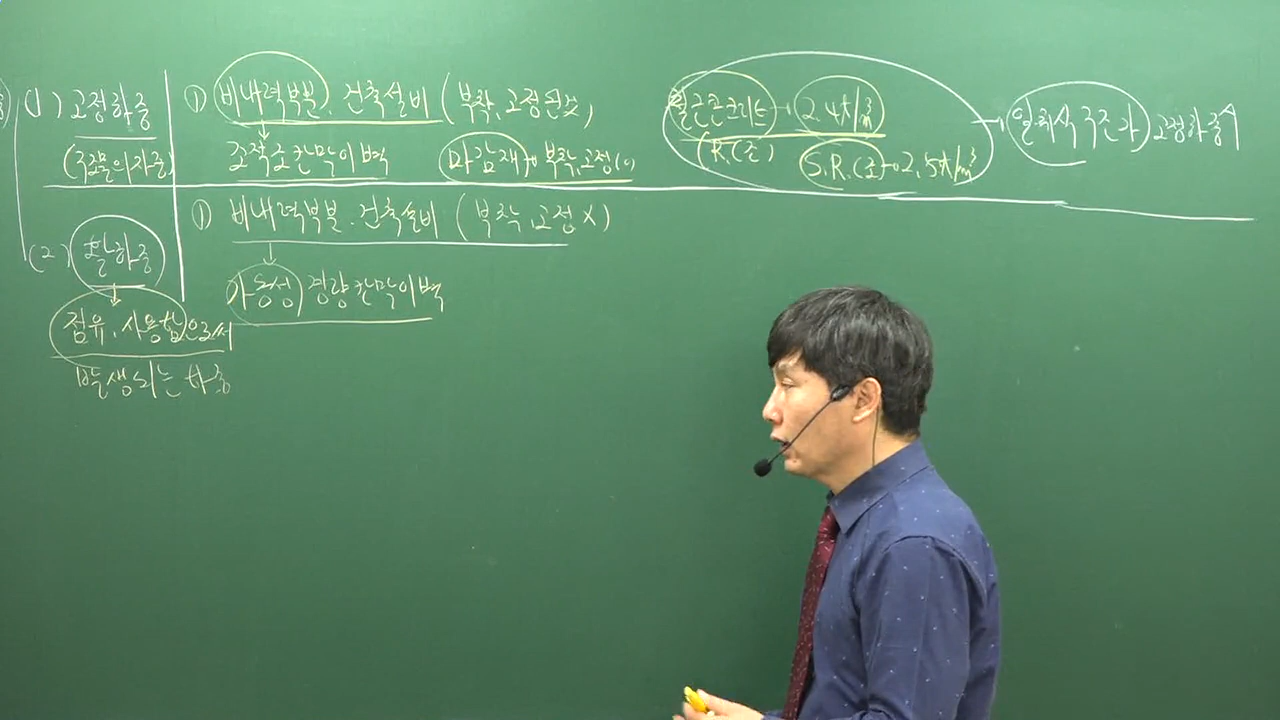 (1) 고정하중
(구조물의 자중)
① 비내력부분, 건축설비 (부착, 고정된 것)
조적조 칸막이벽
마감재 → 부착, 고정(O)
철근콘크리트 → 2.4t/m³
(R.C조)
S.R.C조 → 2.5t/m³
→ 일체식 구조가 고정하중↑
(2) 활하중
점유, 사용함으로써
발생되는 하중
① 비내력부분, 건축설비 (부착, 고정 X)
가동성 경량칸막이벽